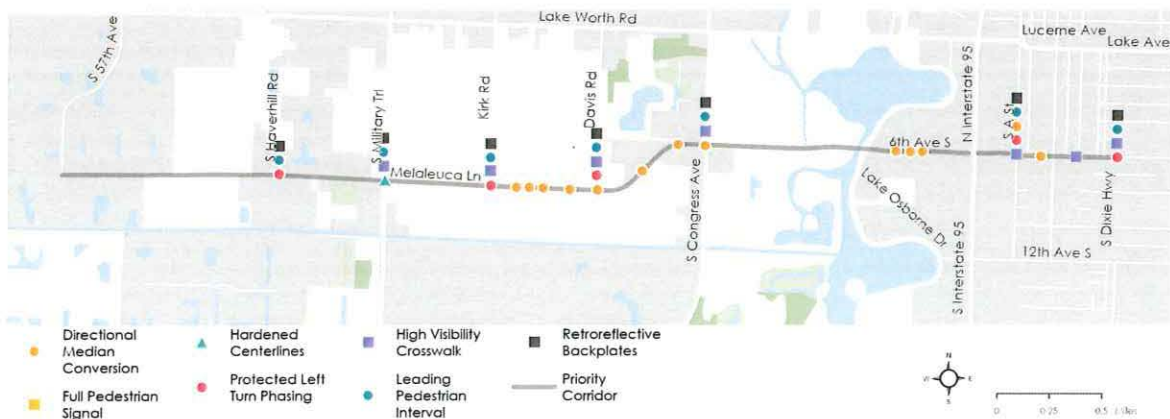 Lake Worth Rd
S 57th Ave
Lucerne Ave
Lake Ave
S Haverhill Rd
S Military Trl
Kirk Rd
Davis Rd
N Interstate 95
S A St
6th Ave S
Melaleuca Ln
S Congress Ave
Lake Osborne Dr
S Dixie Hwy
12th Ave S
S Interstate 95
Directional
Median
Conversion
Full Pedestrian
Signal
Hardened
Centerlines
Protected Left
Turn Phasing
High Visibility
Crosswalk
Leading
Pedestrian
Interval
Retroreflective
Backplates
Priority
Corridor
N
E
S
0 0.25 0.5